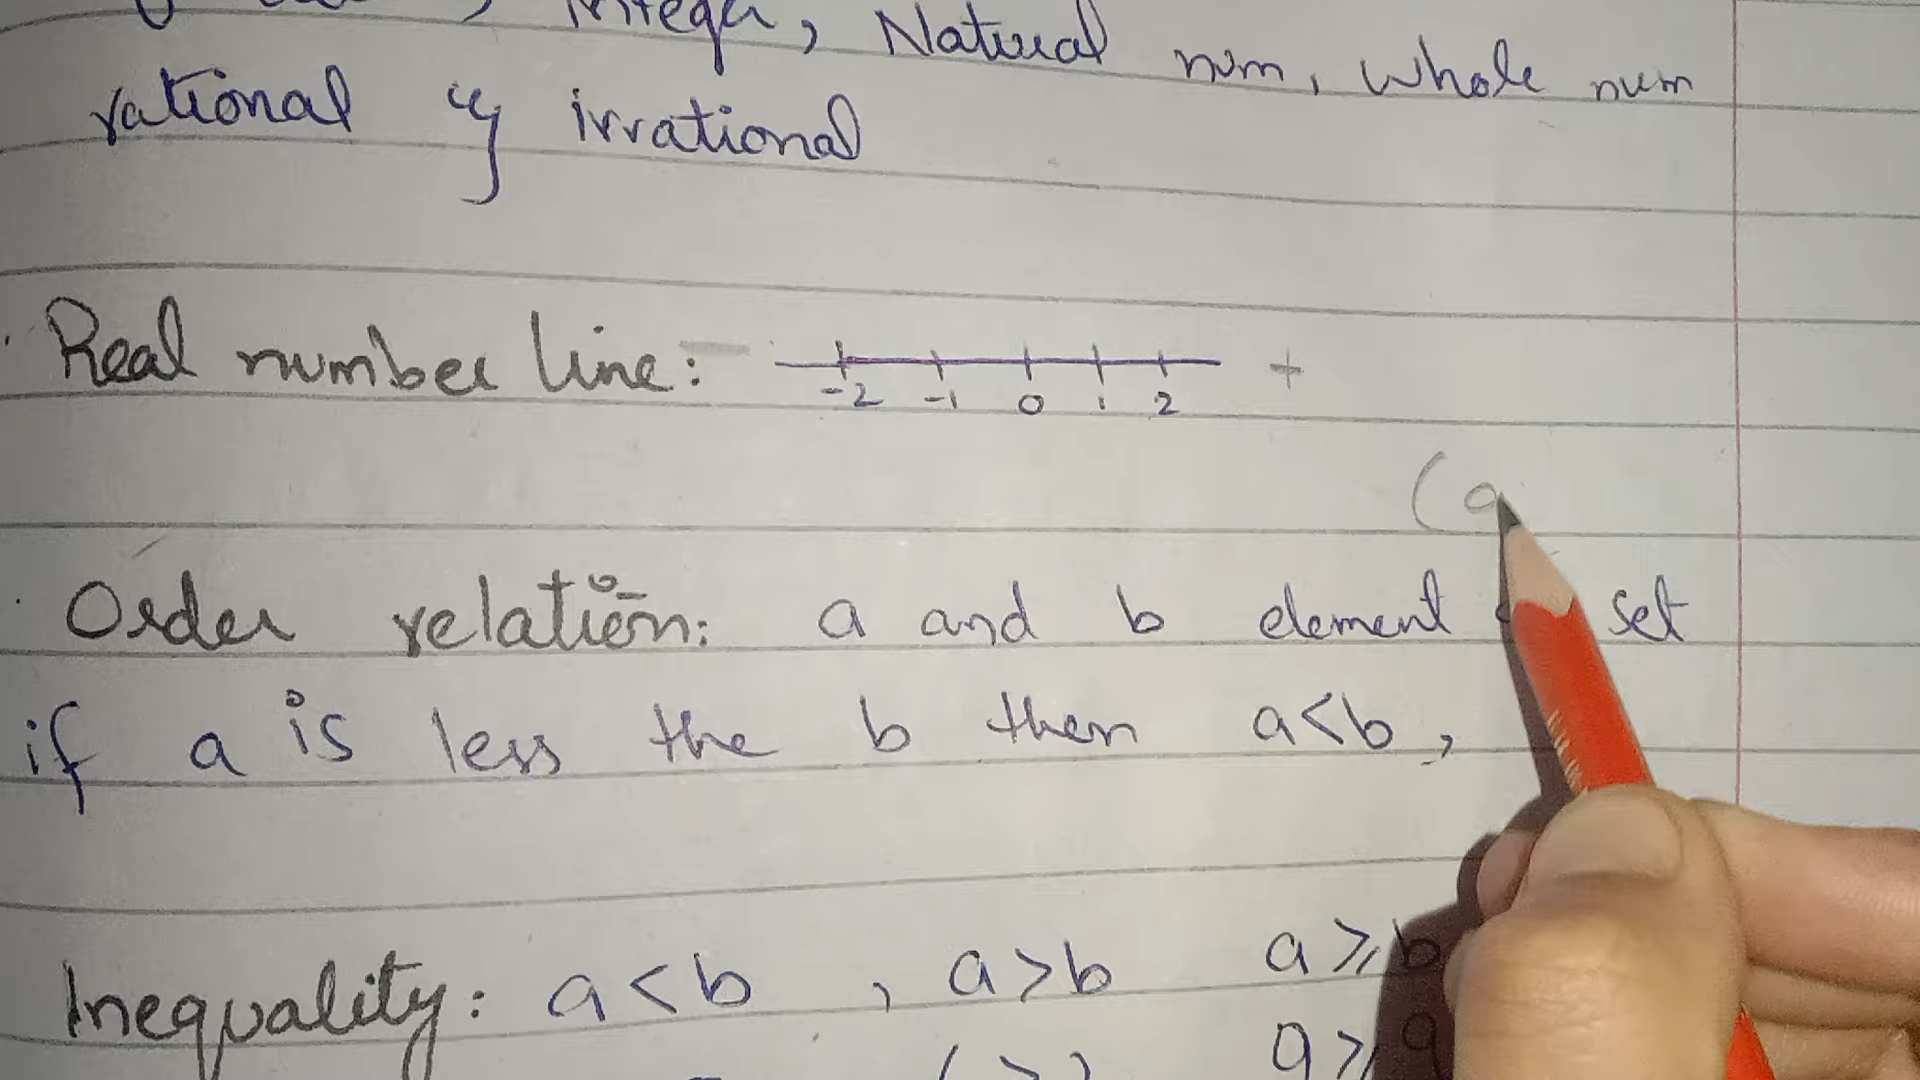 Integer, Natural num, whole num
rational & irrational
Real number line: -2 -1 0 1 2 +
(a
Order relation: a and b element set
if a is less the b then a<b,
Inequality: a<b , a>b a⩾b